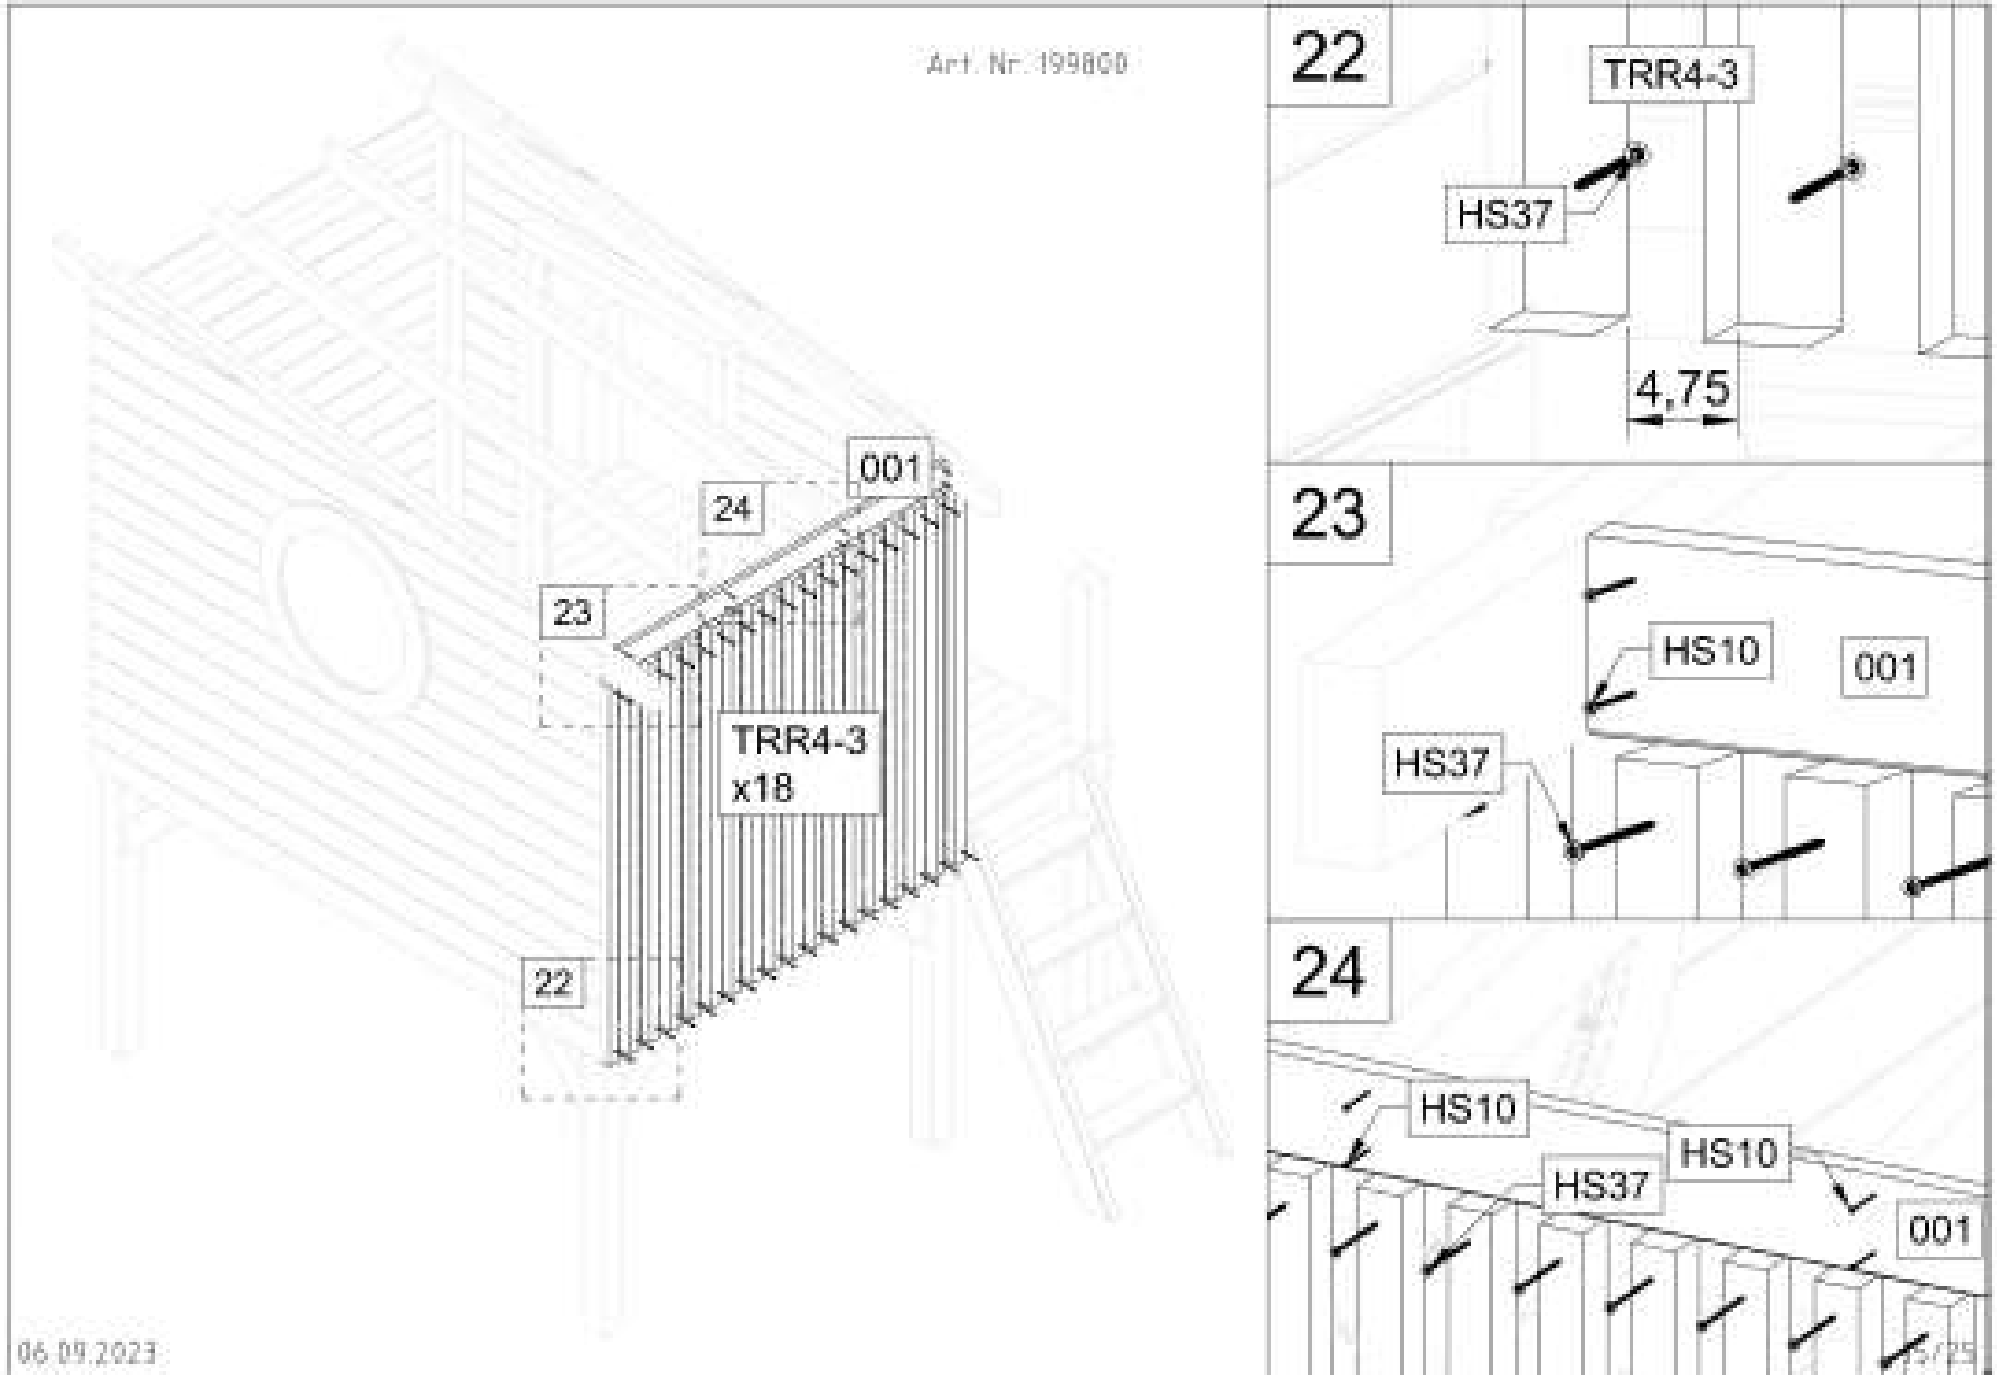 Art. Nr. 199800
001
24
23
TRR4-3
x18
22
06.09.2023
22
TRR4-3
HS37
4,75
23
HS10
001
HS37
24
HS10
HS10
HS37
001